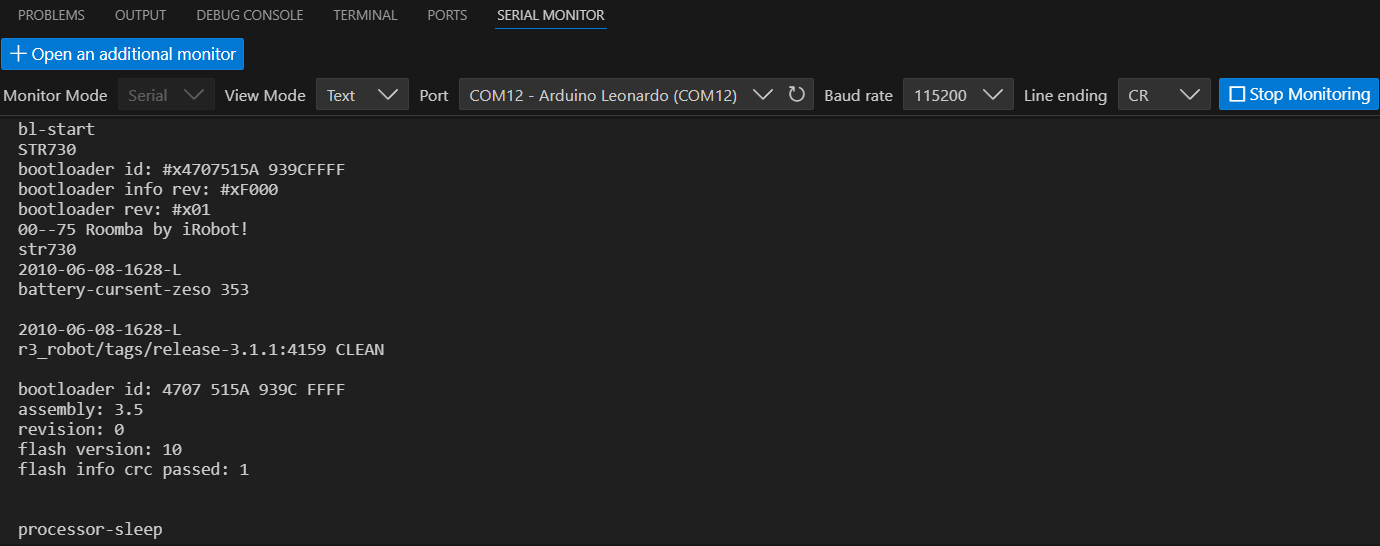 PROBLEMS OUTPUT DEBUG CONSOLE TERMINAL PORTS SERIAL MONITOR
+ Open an additional monitor
Monitor Mode Serial View Mode Text Port COM12 - Arduino Leonardo (COM12) Baud rate 115200 Line ending CR Stop Monitoring
bl-start
STR730
bootloader id: #x4707515A 939CFFFF
bootloader info rev: #xF000
bootloader rev: #x01
00--75 Roomba by iRobot!
str730
2010-06-08-1628-L
battery-cursent-zeso 353
2010-06-08-1628-L
r3_robot/tags/release-3.1.1:4159 CLEAN
bootloader id: 4707 515A 939C FFFF
assembly: 3.5
revision: 0
flash version: 10
flash info crc passed: 1
processor-sleep